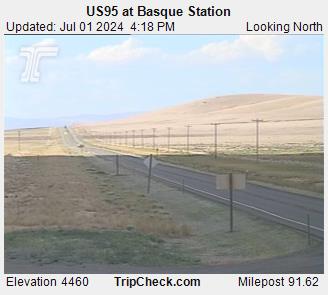 US95 at Basque Station
Updated: Jul 01 2024 4:18 PM Looking North
Elevation 4460 TripCheck.com Milepost 91.62